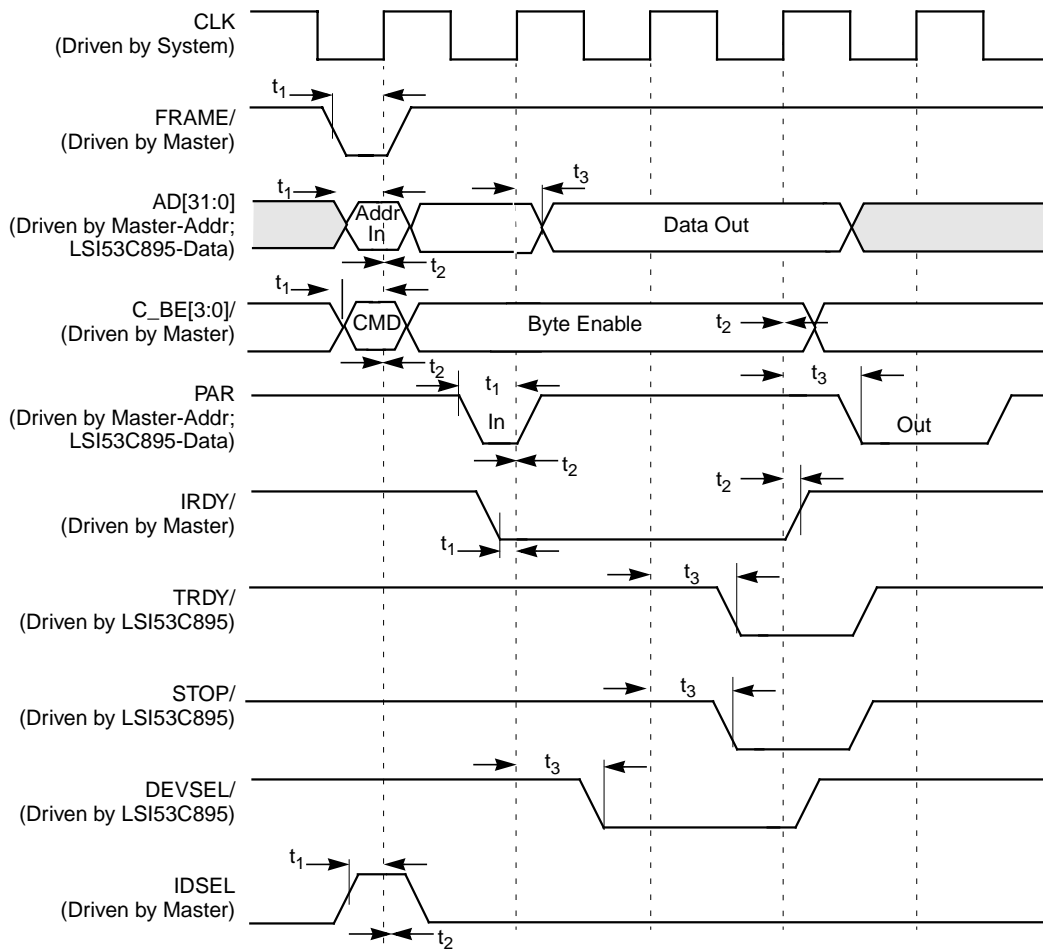 CLK
(Driven by System)
t1
FRAME/
(Driven by Master)
t1
t3
AD[31:0]
(Driven by Master-Addr;
LSI53C895-Data)
Addr
In
Data Out
t2
t1
C_BE[3:0]/
(Driven by Master)
CMD
Byte Enable
t2
t2
t1
t3
PAR
(Driven by Master-Addr;
LSI53C895-Data)
In
Out
t2
t2
IRDY/
(Driven by Master)
t1
t3
TRDY/
(Driven by LSI53C895)
t3
STOP/
(Driven by LSI53C895)
t3
DEVSEL/
(Driven by LSI53C895)
t1
IDSEL
(Driven by Master)
t2